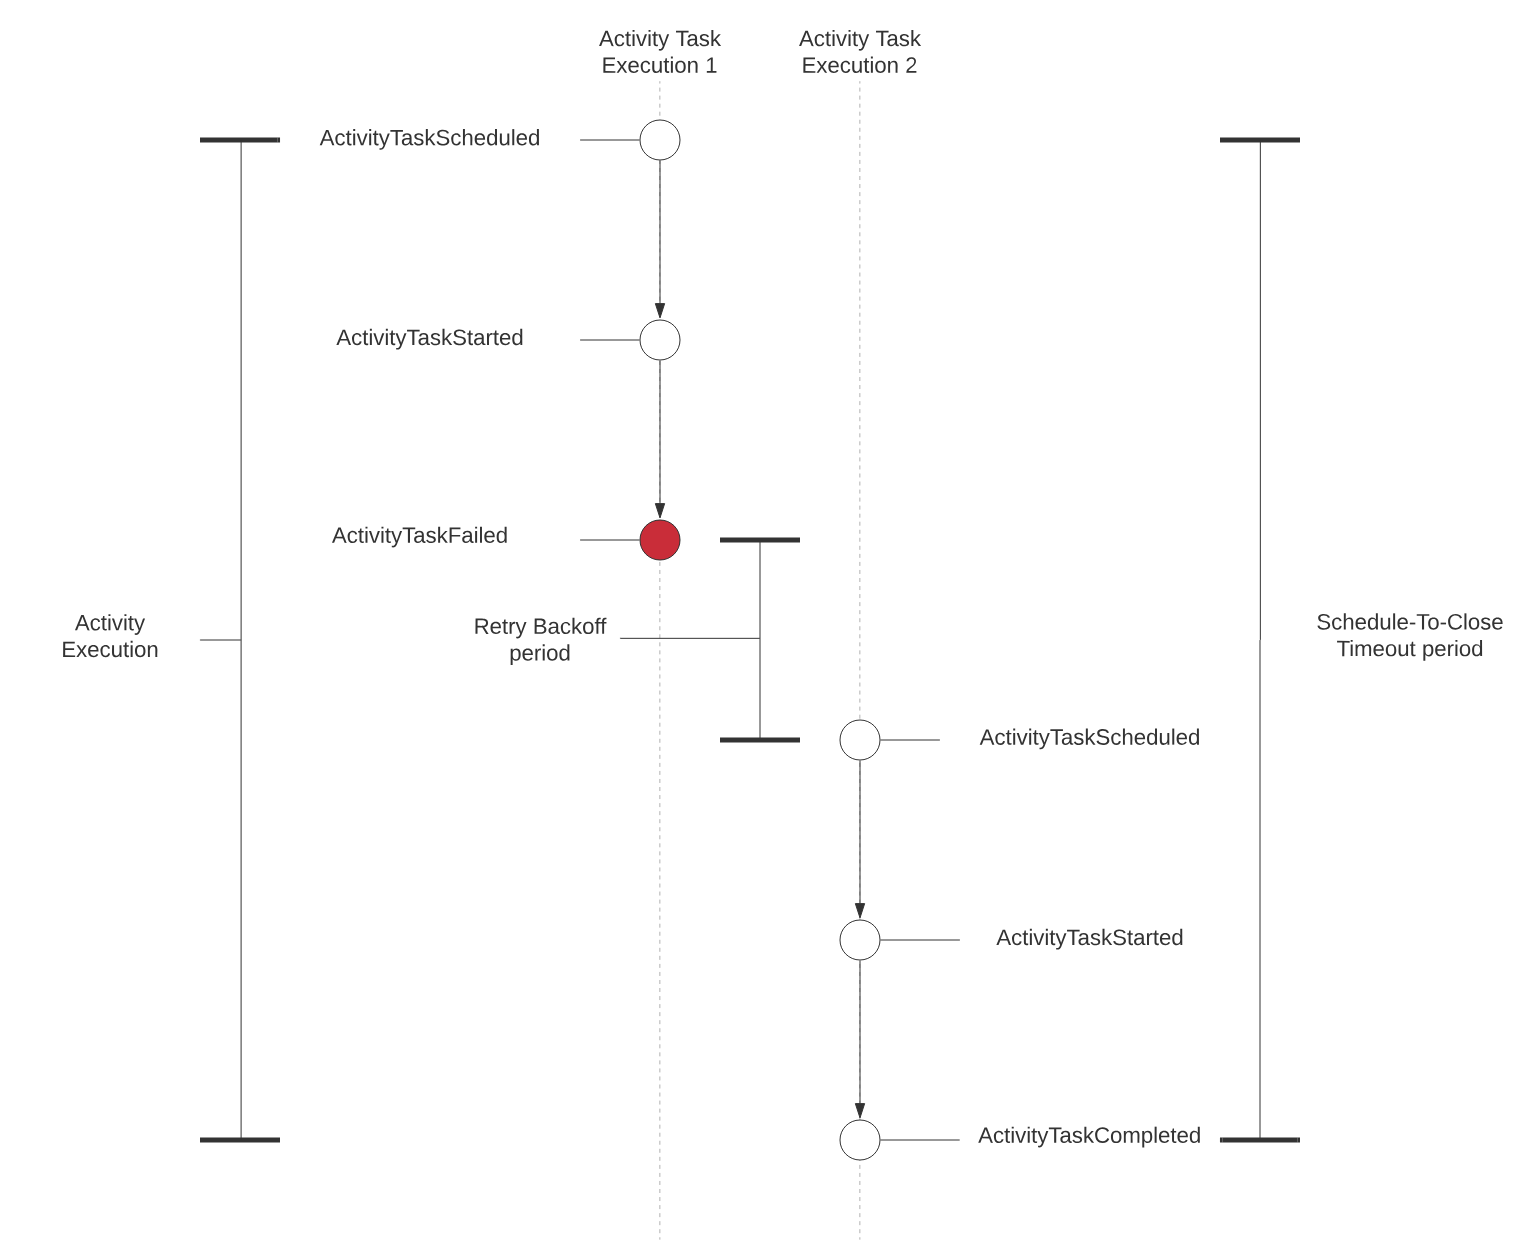 Activity Task
Execution 1
Activity Task
Execution 2
ActivityTaskScheduled
ActivityTaskStarted
ActivityTaskFailed
Activity
Execution
Retry Backoff
period
Schedule-To-Close
Timeout period
ActivityTaskScheduled
ActivityTaskStarted
ActivityTaskCompleted